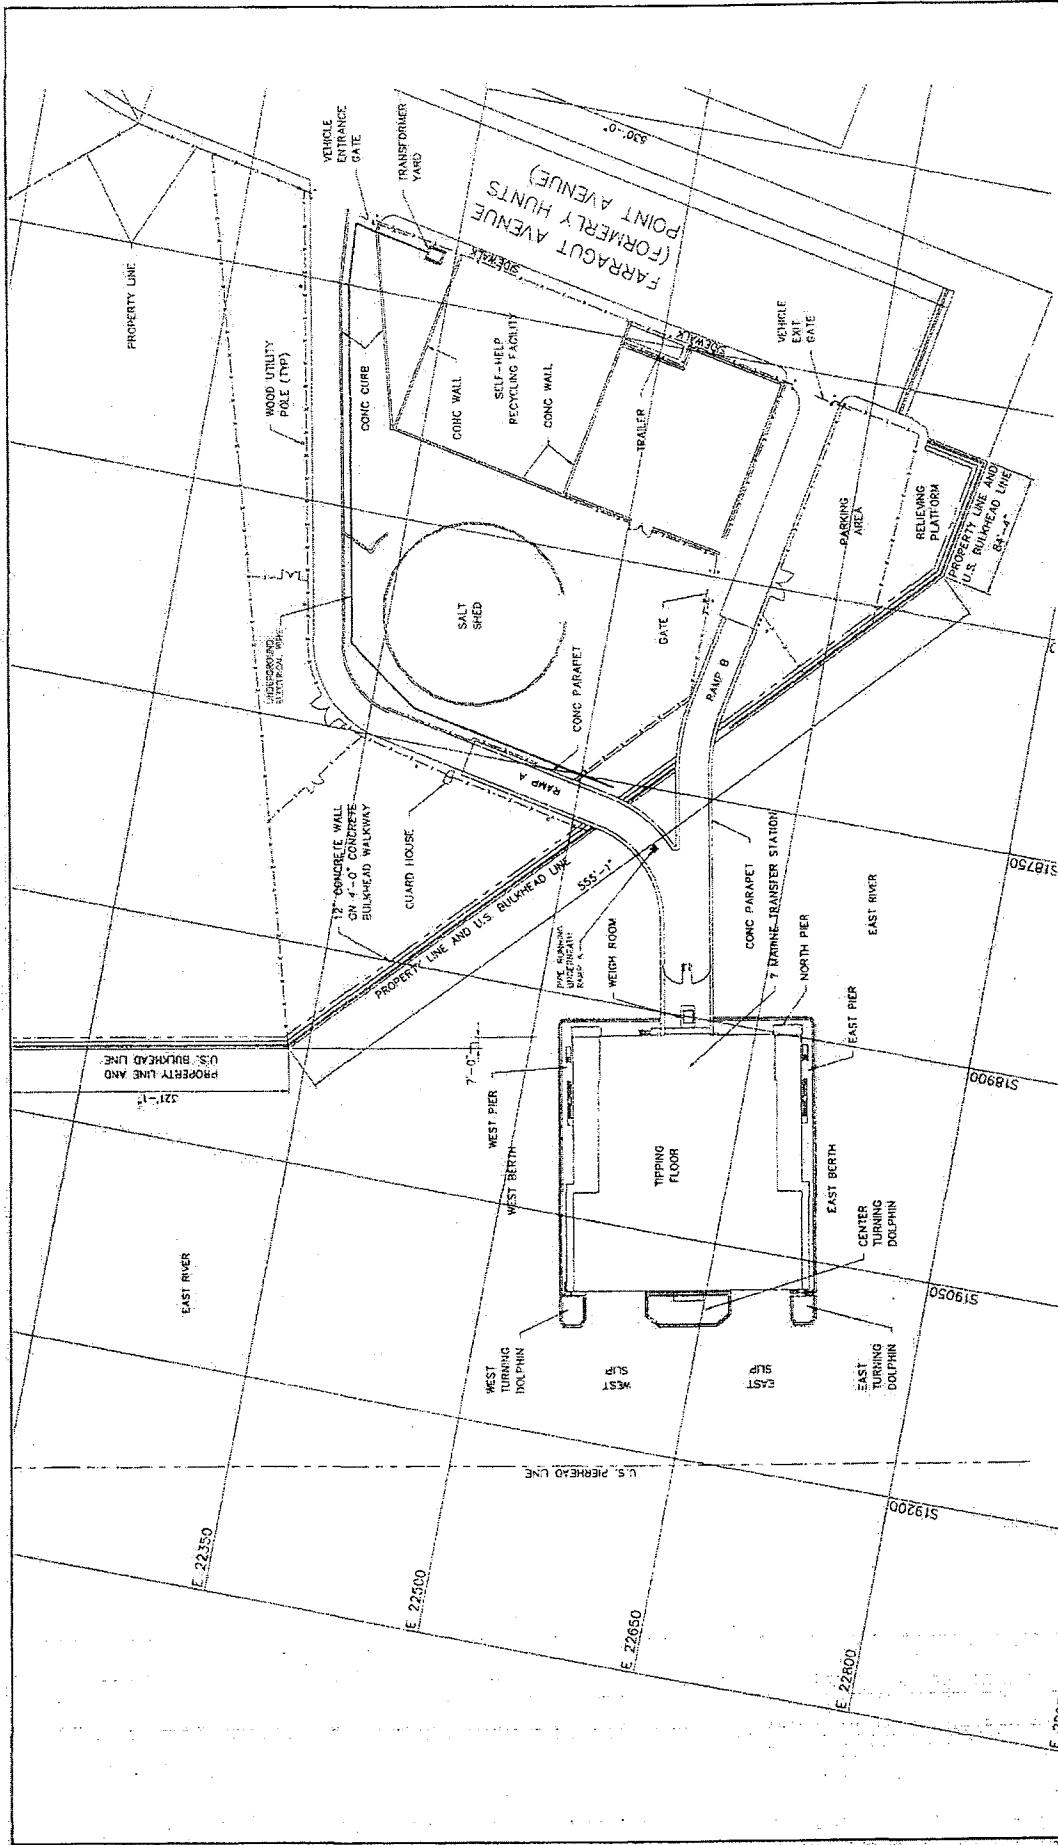 PROPERTY LINE
VEHICLE
ENTRANCE
GATE
TRANSFORMER
YARD
530'-0"
FARRAGUT AVENUE
(FORMERLY HUNTS
POINT AVENUE)
SIDEWALK
WOOD UTILITY
POLE (TYP)
CONC CURB
CONC WALL
SELF-HELP
RECYCLING FACILITY
CONC WALL
TRAILER
SIDEWALK
VEHICLE
EXIT
GATE
PARKING
AREA
RELIEVING
PLATFORM
PROPERTY LINE AND
U.S. BULKHEAD LINE
84'-4"
SALT
SHED
UNDERGROUND
ELECTRICAL
GATE
RAMP B
CONC PARAPET
RAMP A
12" CONCRETE WALL
ON 4'-0" CONCRETE
BULKHEAD WALKWAY
GUARD HOUSE
PROPERTY LINE AND U.S. BULKHEAD LINE
555'-1"
PIPE RUNNING
UNDERNEATH
RAMP A
WEIGH ROOM
CONC PARAPET
MARINE TRANSFER STATION
NORTH PIER
EAST RIVER
S18750
PROPERTY LINE AND
U.S. BULKHEAD LINE
321'-1"
7'-0"
WEST PIER
WEST BERTH
EAST PIER
S18900
TIPPING
FLOOR
EAST BERTH
CENTER
TURNING
DOLPHIN
EAST RIVER
WEST
TURNING
DOLPHIN
WEST
SLIP
EAST
SLIP
EAST
TURNING
DOLPHIN
S19050
U.S. PIERHEAD LINE
S19200
E 22350
E 22500
E 22650
E 22800